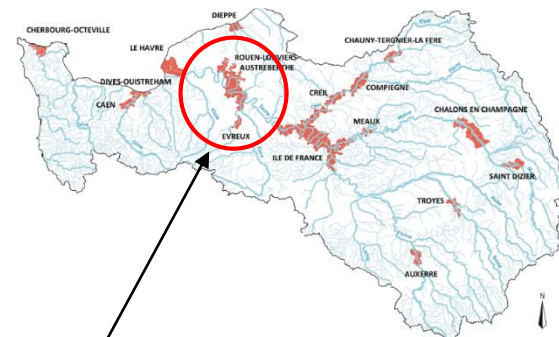 DIEPPE
CHERBOURG-OCTEVILLE
CHAUNY-TERGNIER-LA FERE
LE HAVRE
ROUEN-LOUVIERS-
AUSTREBERTHE
DIVES-OUISTREHAM
COMPIEGNE
CREIL
CAEN
CHALONS EN CHAMPAGNE
MEAUX
EVREUX
ILE DE FRANCE
SAINT DIZIER
TROYES
AUXERRE
N